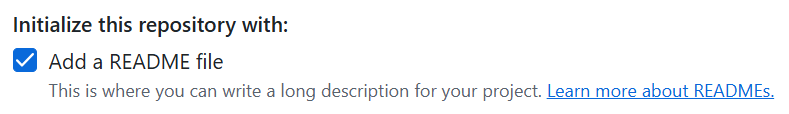 Initialize this repository with:
Add a README file
This is where you can write a long description for your project. Learn more about READMEs.